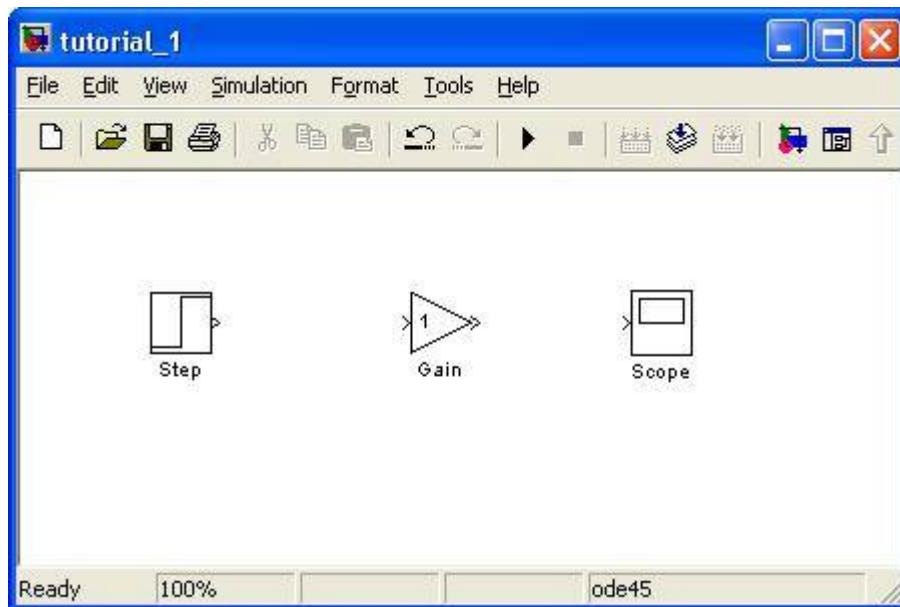 tutorial_1
File Edit View Simulation Format Tools Help
1
Step Gain Scope
Ready 100% ode45